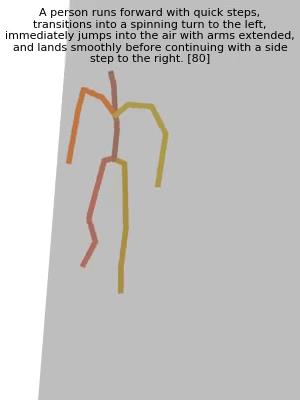 A person runs forward with quick steps,
transitions into a spinning turn to the left,
immediately jumps into the air with arms extended,
and lands smoothly before continuing with a side
step to the right. [80]